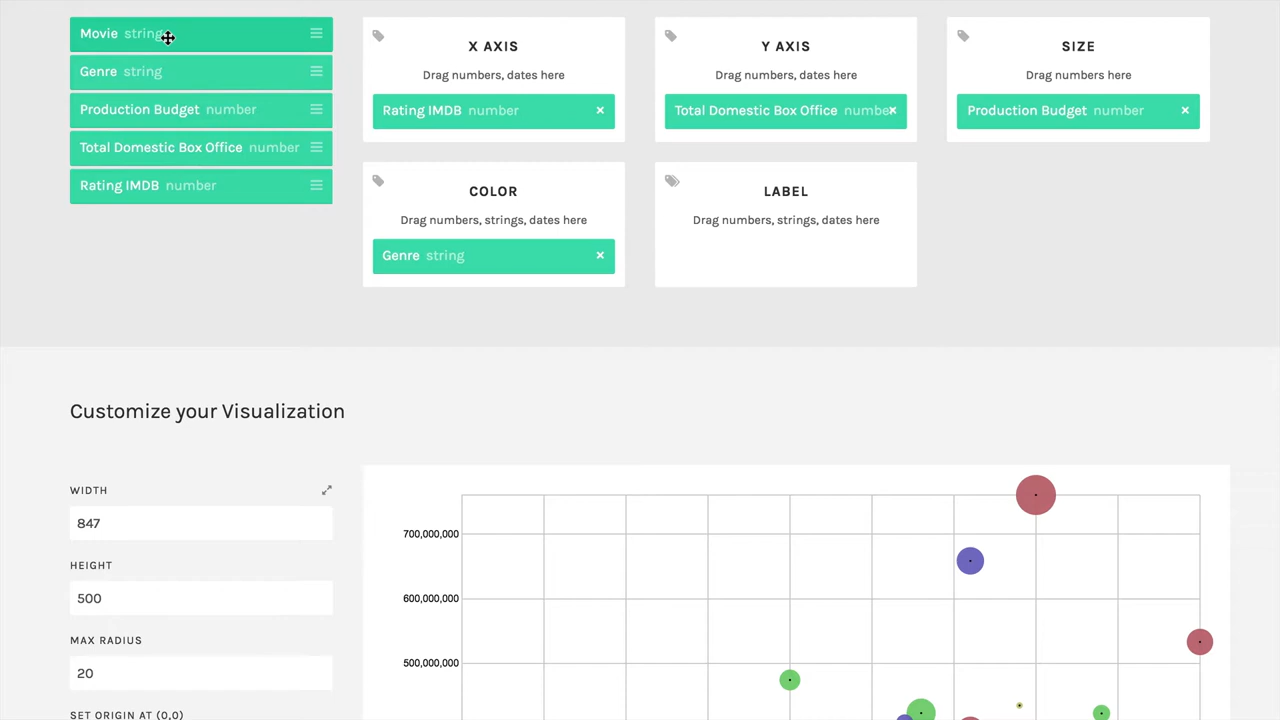 Movie string
Genre string
Production Budget number
Total Domestic Box Office number
Rating IMDB number
X AXIS
Drag numbers, dates here
Rating IMDB number ×
Y AXIS
Drag numbers, dates here
Total Domestic Box Office numbe ×
SIZE
Drag numbers here
Production Budget number ×
COLOR
Drag numbers, strings, dates here
Genre string ×
LABEL
Drag numbers, strings, dates here
Customize your Visualization
WIDTH
847
HEIGHT
500
MAX RADIUS
20
SET ORIGIN AT (0,0)
700,000,000
600,000,000
500,000,000